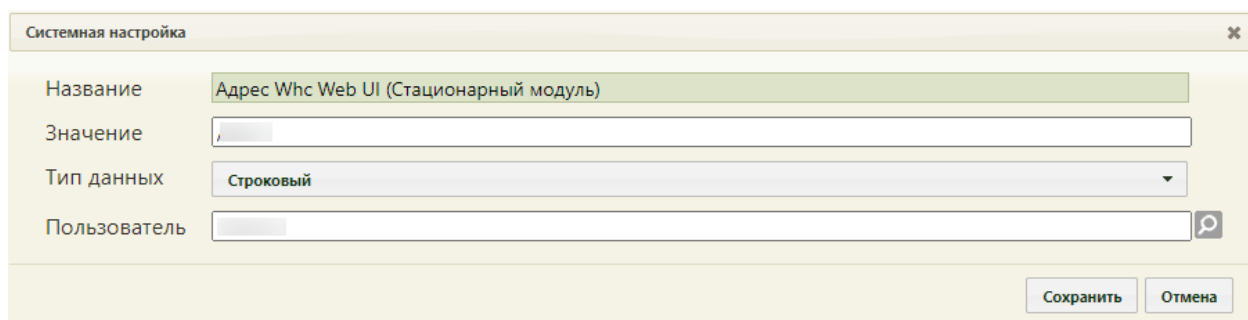 Системная настройка
Название Адрес Whc Web UI (Стационарный модуль)
Значение
Тип данных Строковый
Пользователь
Сохранить Отмена